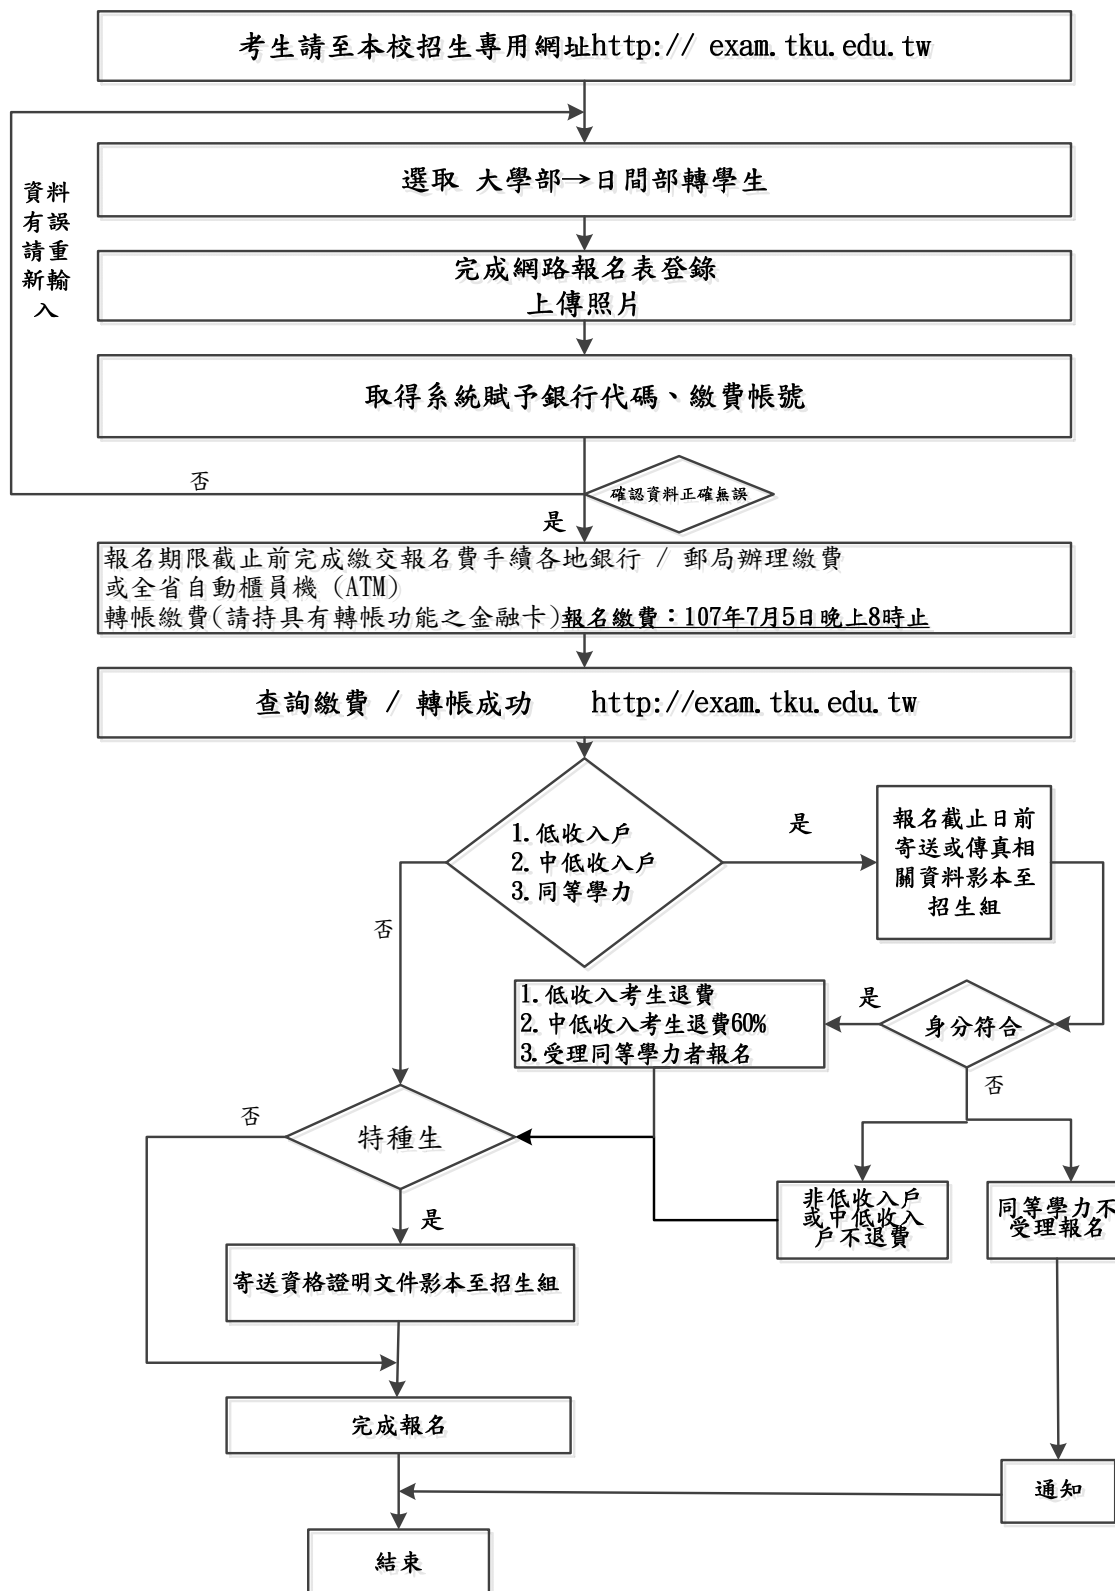 考生請至本校招生專用網址http:// exam.tku.edu.tw
資料
有誤
請重
新輸
入
選取 大學部→日間部轉學生
完成網路報名表登錄
上傳照片
取得系統賦予銀行代碼、繳費帳號
否
確認資料正確無誤
是
報名期限截止前完成繳交報名費手續各地銀行 / 郵局辦理繳費
或全省自動櫃員機 (ATM)
轉帳繳費(請持具有轉帳功能之金融卡)報名繳費：107年7月5日晚上8時止
查詢繳費 / 轉帳成功 http://exam.tku.edu.tw
1.低收入戶
2.中低收入戶
3.同等學力
是
報名截止日前
寄送或傳真相
關資料影本至
招生組
否
1.低收入考生退費
2.中低收入考生退費60%
3.受理同等學力者報名
是
身分符合
否
否
特種生
非低收入戶
或中低收入
戶不退費
同等學力不
受理報名
是
寄送資格證明文件影本至招生組
完成報名
通知
結束